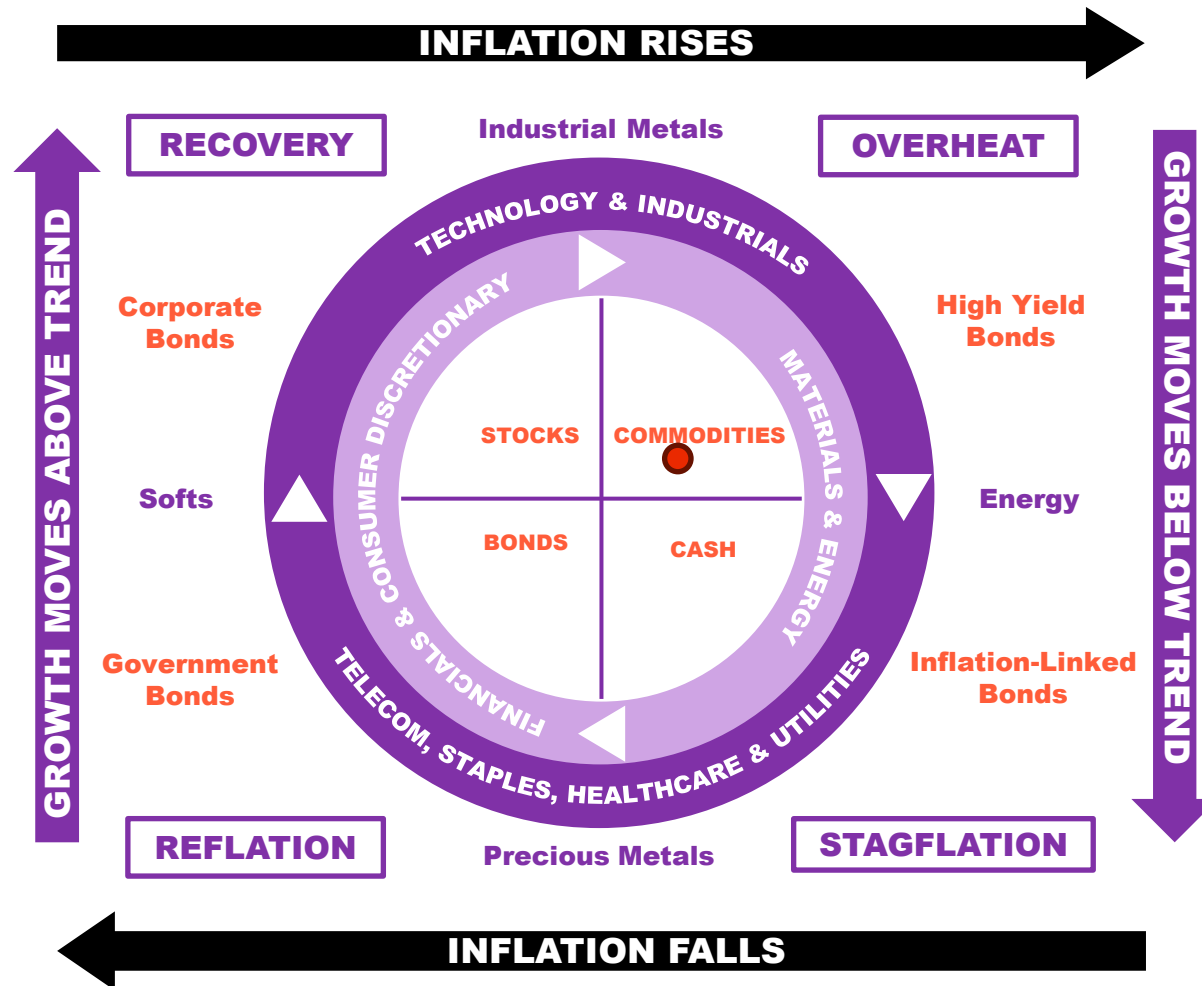 INFLATION RISES
RECOVERY
Industrial Metals
OVERHEAT
GROWTH MOVES ABOVE TREND
GROWTH MOVES BELOW TREND
TECHNOLOGY & INDUSTRIALS
Corporate
Bonds
High Yield
Bonds
FINANCIALS & CONSUMER DISCRETIONARY
MATERIALS & ENERGY
STOCKS
COMMODITIES
Softs
Energy
BONDS
CASH
Government
Bonds
Inflation-Linked
Bonds
TELECOM, STAPLES, HEALTHCARE & UTILITIES
REFLATION
Precious Metals
STAGFLATION
INFLATION FALLS